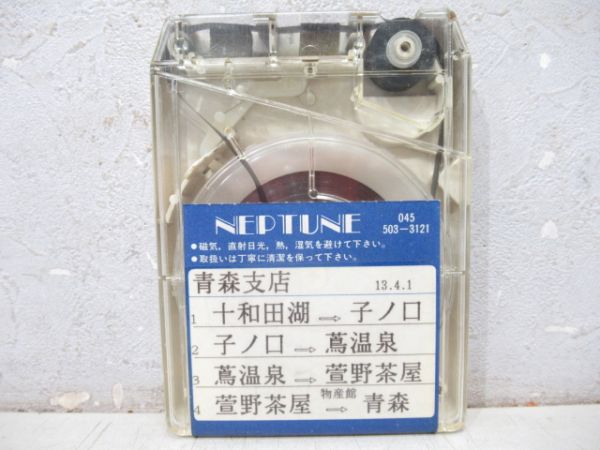 NEPTUNE 045
503-3121
●磁気，直射日光，熱，湿気を避けて下さい。
●取扱いは丁寧に清潔を保って下さい。
青森支店 13.4.1
1 十和田湖 ⇨ 子ノ口
2 子ノ口 ⇨ 蔦温泉
3 蔦温泉 ⇨ 萱野茶屋
4 萱野茶屋 物産館 ⇨ 青森